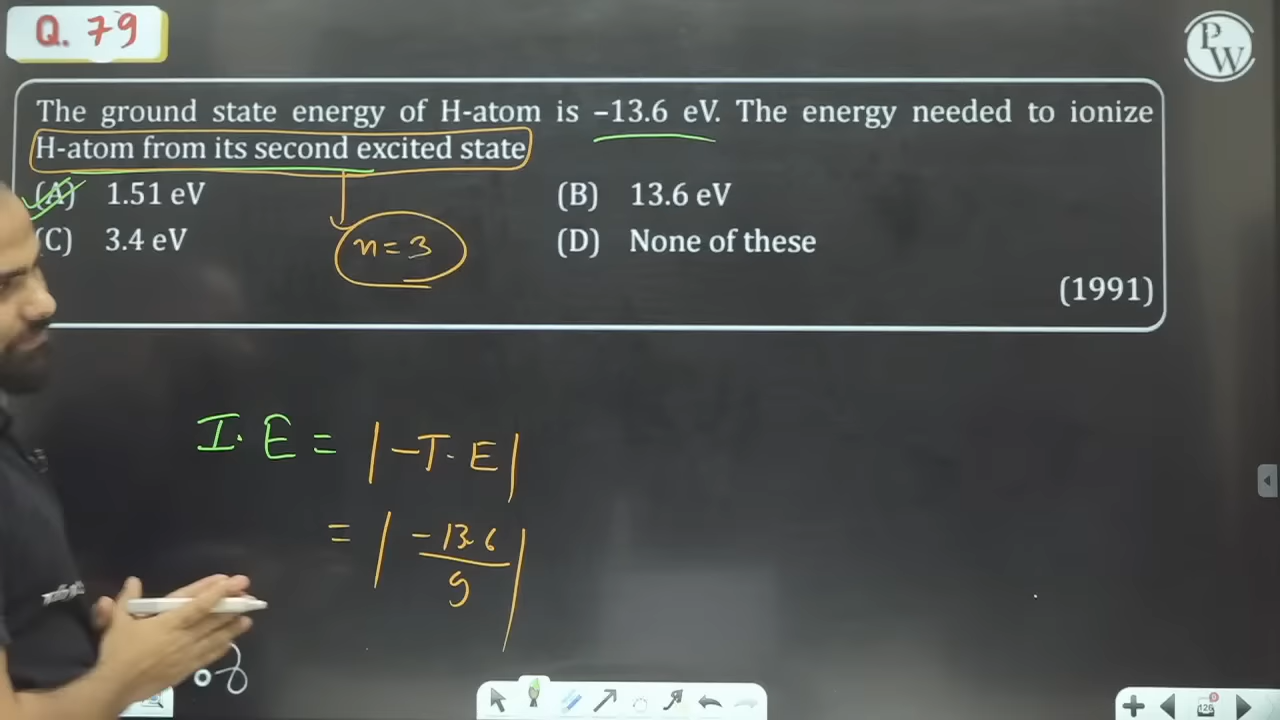 Q. 79
PW
The ground state energy of H-atom is –13.6 eV. The energy needed to ionize
H-atom from its second excited state
(A) 1.51 eV
(B) 13.6 eV
(C) 3.4 eV
(D) None of these
n = 3
(1991)
I.E = |-T.E|
= |-13.6/9|
126